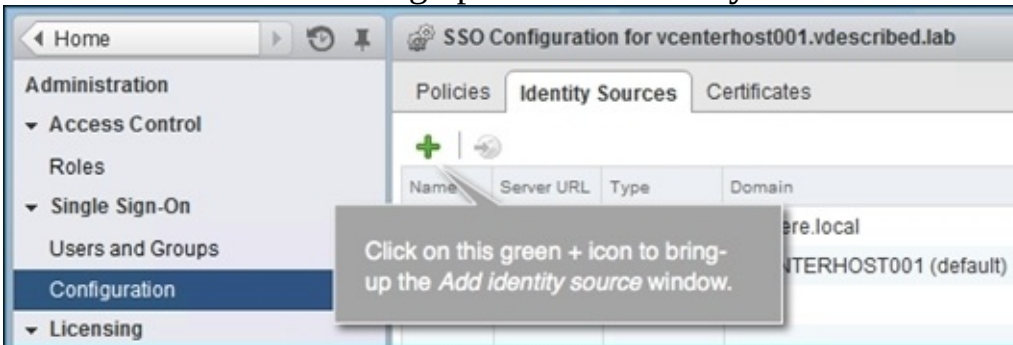 Home
SSO Configuration for vcenterhost001.vdescribed.lab
Administration
Policies Identity Sources Certificates
Access Control
Roles
Name Server URL Type Domain
Single Sign-On
Users and Groups
Click on this green + icon to bring-
up the Add identity source window.
ere.local
NTERHOST001 (default)
Configuration
Licensing